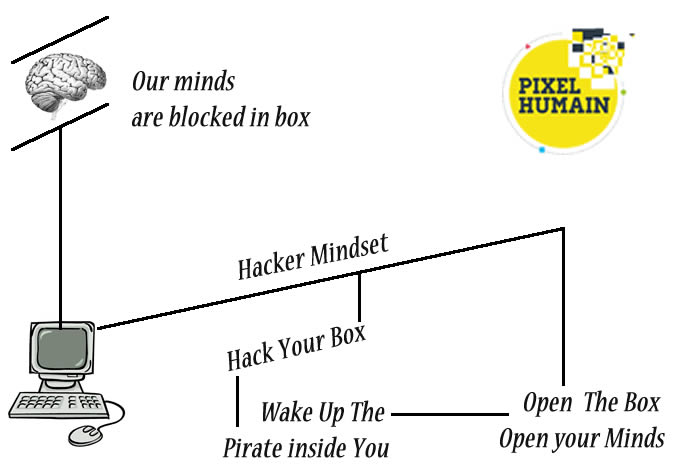 Our minds
are blocked in box
PIXEL
HUMAIN
Hacker Mindset
Hack Your Box
Wake Up The
Pirate inside You
Open The Box
Open your Minds